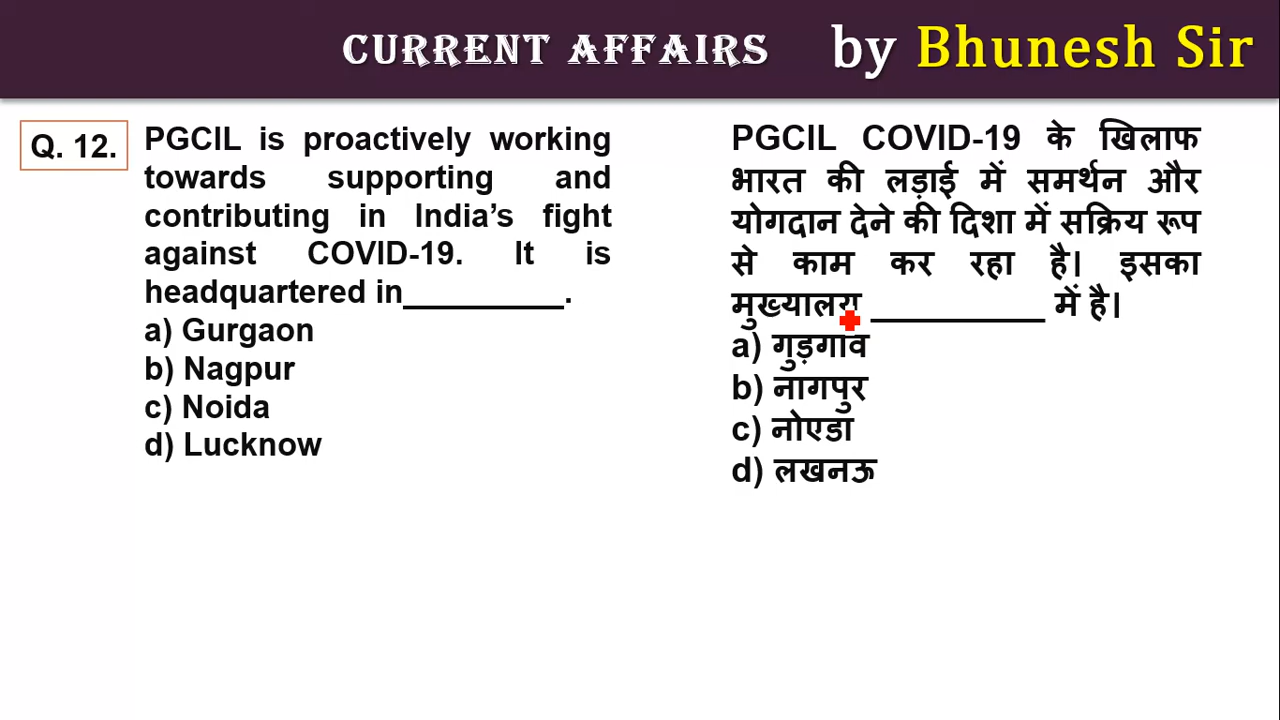 CURRENT AFFAIRS by Bhunesh Sir
Q. 12.
PGCIL is proactively working
towards supporting and
contributing in India’s fight
against COVID-19. It is
headquartered in_________.
a) Gurgaon
b) Nagpur
c) Noida
d) Lucknow
PGCIL COVID-19 के खिलाफ
भारत की लड़ाई में समर्थन और
योगदान देने की दिशा में सक्रिय रूप
से काम कर रहा है। इसका
मुख्यालय __________ में है।
a) गुड़गांव
b) नागपुर
c) नोएडा
d) लखनऊ